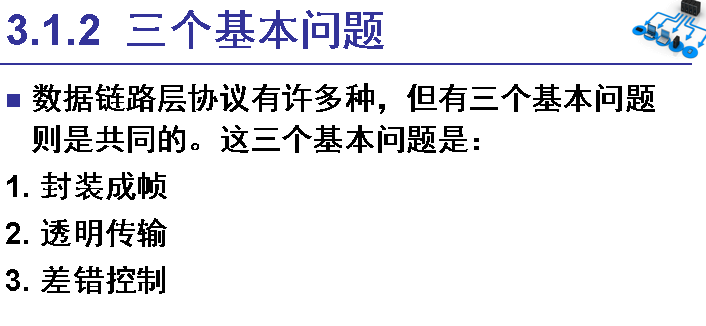 3.1.2 三个基本问题
数据链路层协议有许多种，但有三个基本问题
则是共同的。这三个基本问题是：
1. 封装成帧
2. 透明传输
3. 差错控制